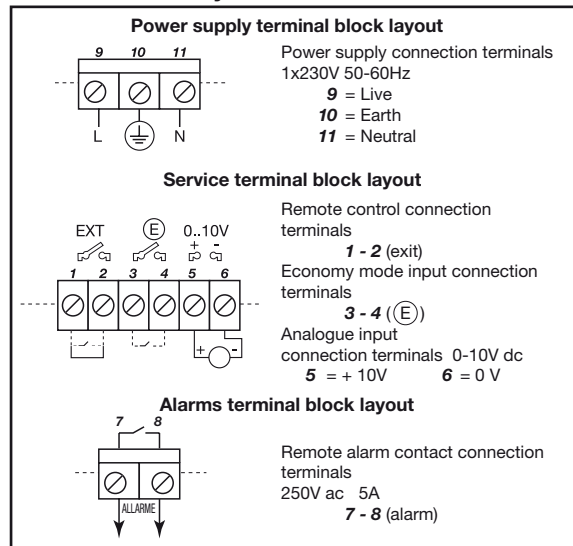 Power supply terminal block layout
9 10 11
L N
Power supply connection terminals
1x230V 50-60Hz
9 = Live
10 = Earth
11 = Neutral
Service terminal block layout
EXT E 0..10V
+ -
1 2 3 4 5 6
+ -
Remote control connection
terminals
1 - 2 (exit)
Economy mode input connection
terminals
3 - 4 (E)
Analogue input
connection terminals 0-10V dc
5 = + 10V 6 = 0 V
Alarms terminal block layout
7 8
ALLARME
Remote alarm contact connection
terminals
250V ac 5A
7 - 8 (alarm)